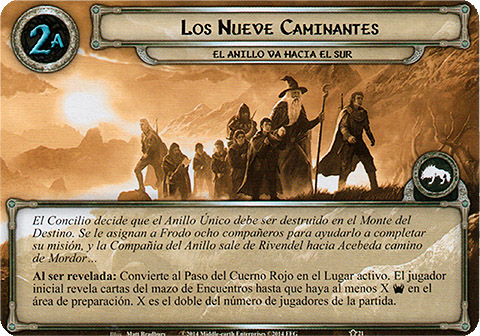 2A
LOS NUEVE CAMINANTES
EL ANILLO VA HACIA EL SUR
El Concilio decide que el Anillo Único debe ser destruido en el Monte del
Destino. Se le asignan a Frodo ocho compañeros para ayudarlo a completar
su misión, y la Compañía del Anillo sale de Rivendel hacia Acebeda camino
de Mordor...
Al ser revelada: Convierte al Paso del Cuerno Rojo en el Lugar activo. El jugador
inicial revela cartas del mazo de Encuentros hasta que haya al menos X en el
área de preparación. X es el doble del número de jugadores de la partida.
Illus. Matt Bradbury ©2014 Middle-earth Enterprises ©2014 FFG 21